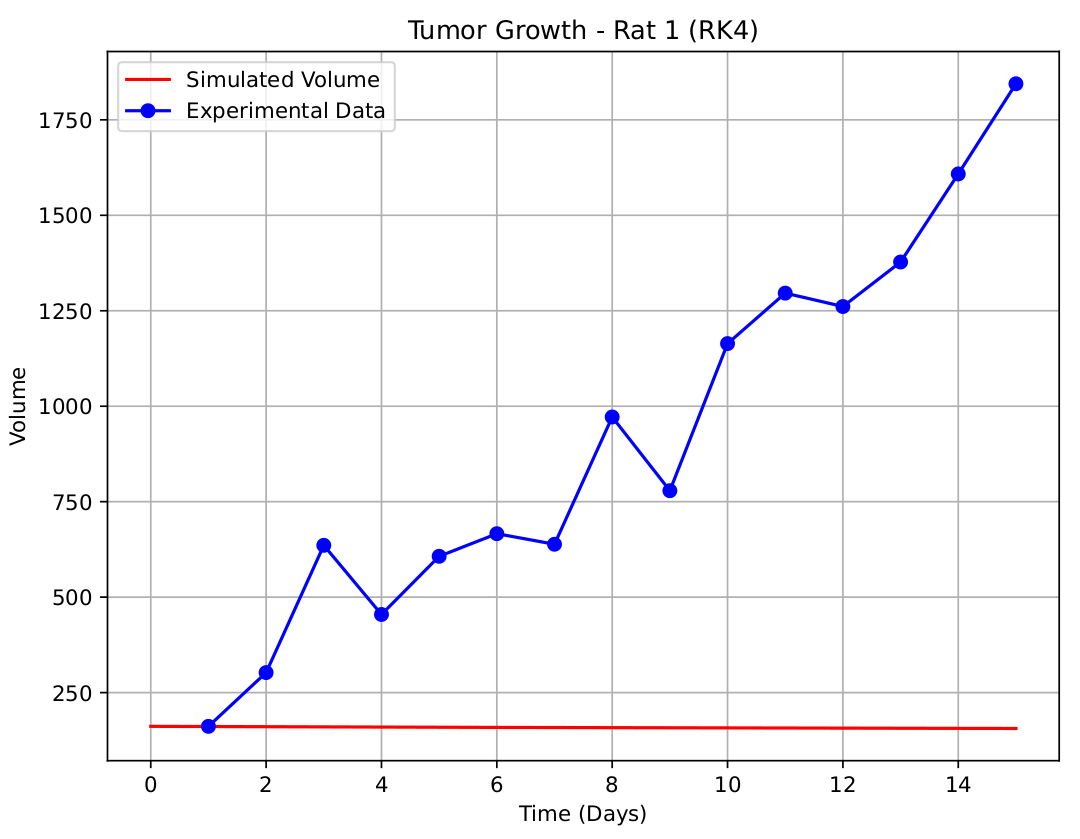 Tumor Growth - Rat 1 (RK4)
Simulated Volume
Experimental Data
1750
1500
1250
1000
750
500
250
Volume
0 2 4 6 8 10 12 14
Time (Days)